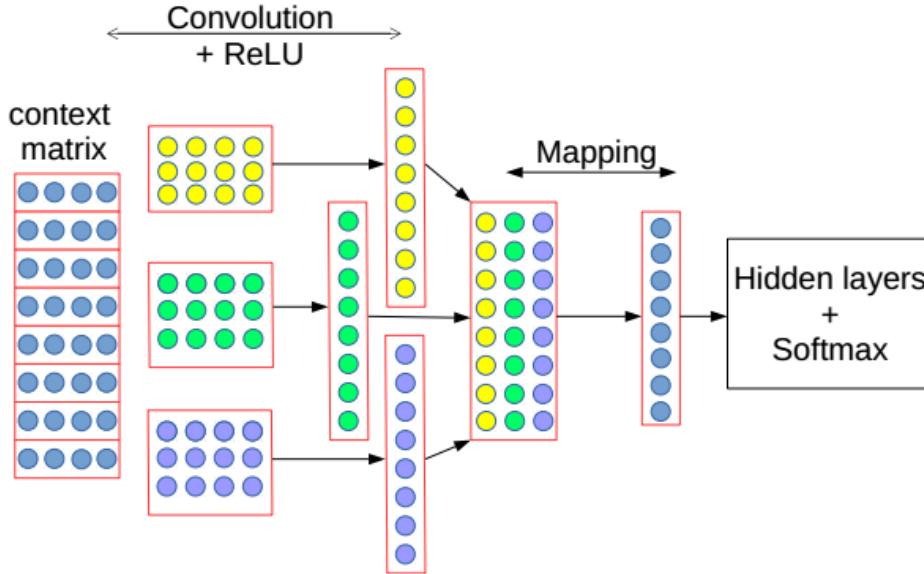 Convolution
+ ReLU
context
matrix
Mapping
Hidden layers
+
Softmax